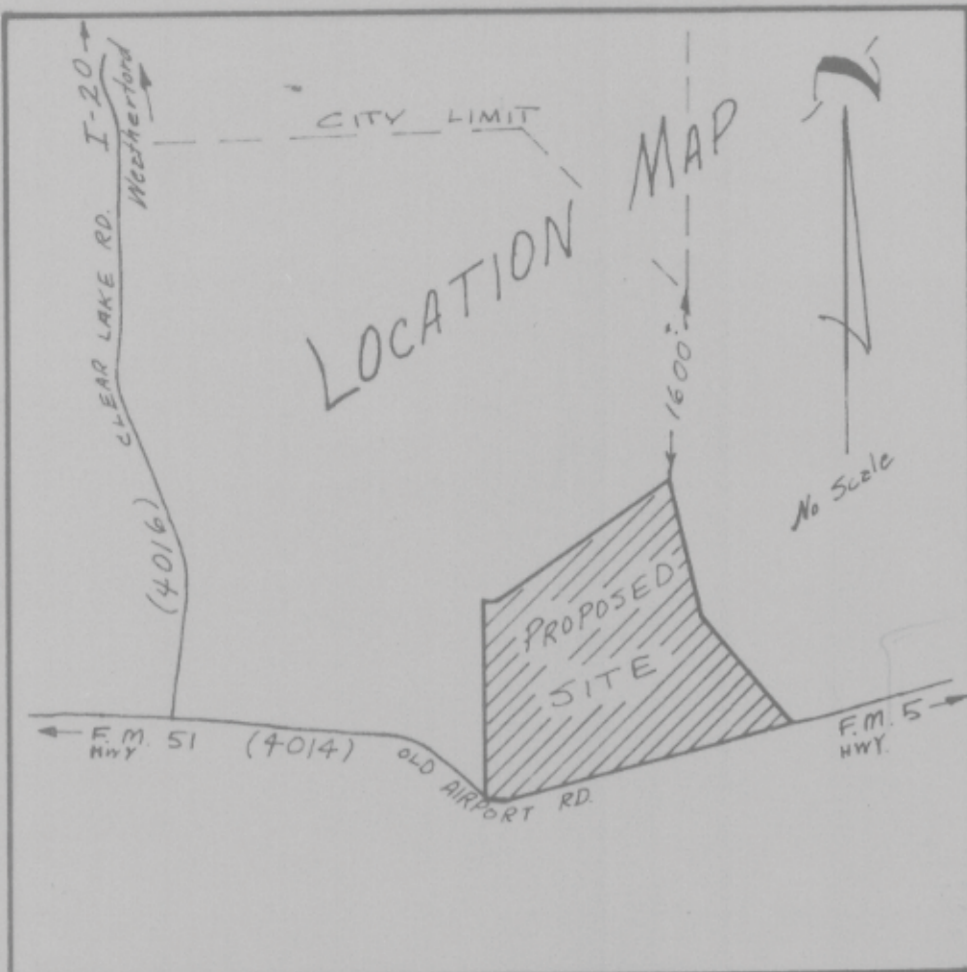 I-20
Weatherford
CLEAR LAKE RD.
(4016)
CITY LIMIT
LOCATION MAP
1600'±
No Scale
PROPOSED
SITE
F.M. 51
HWY
(4014)
OLD AIRPORT RD.
F.M. 5
HWY.